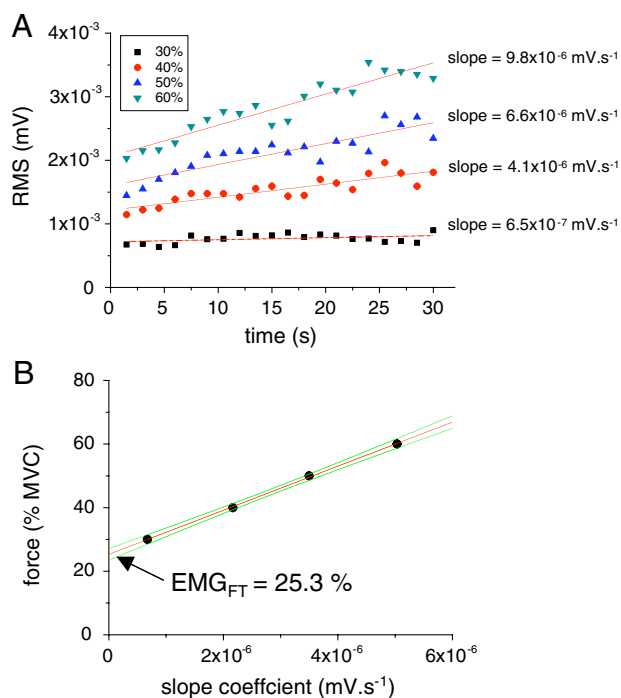 A
30%
40%
50%
60%
4x10⁻³
3x10⁻³
2x10⁻³
1x10⁻³
0
RMS (mV)
0 5 10 15 20 25 30
time (s)
slope = 9.8x10⁻⁶ mV.s⁻¹
slope = 6.6x10⁻⁶ mV.s⁻¹
slope = 4.1x10⁻⁶ mV.s⁻¹
slope = 6.5x10⁻⁷ mV.s⁻¹
B
80
60
40
20
0
force (% MVC)
EMG_FT = 25.3 %
0 2x10⁻⁶ 4x10⁻⁶ 6x10⁻⁶
slope coeffcient (mV.s⁻¹)